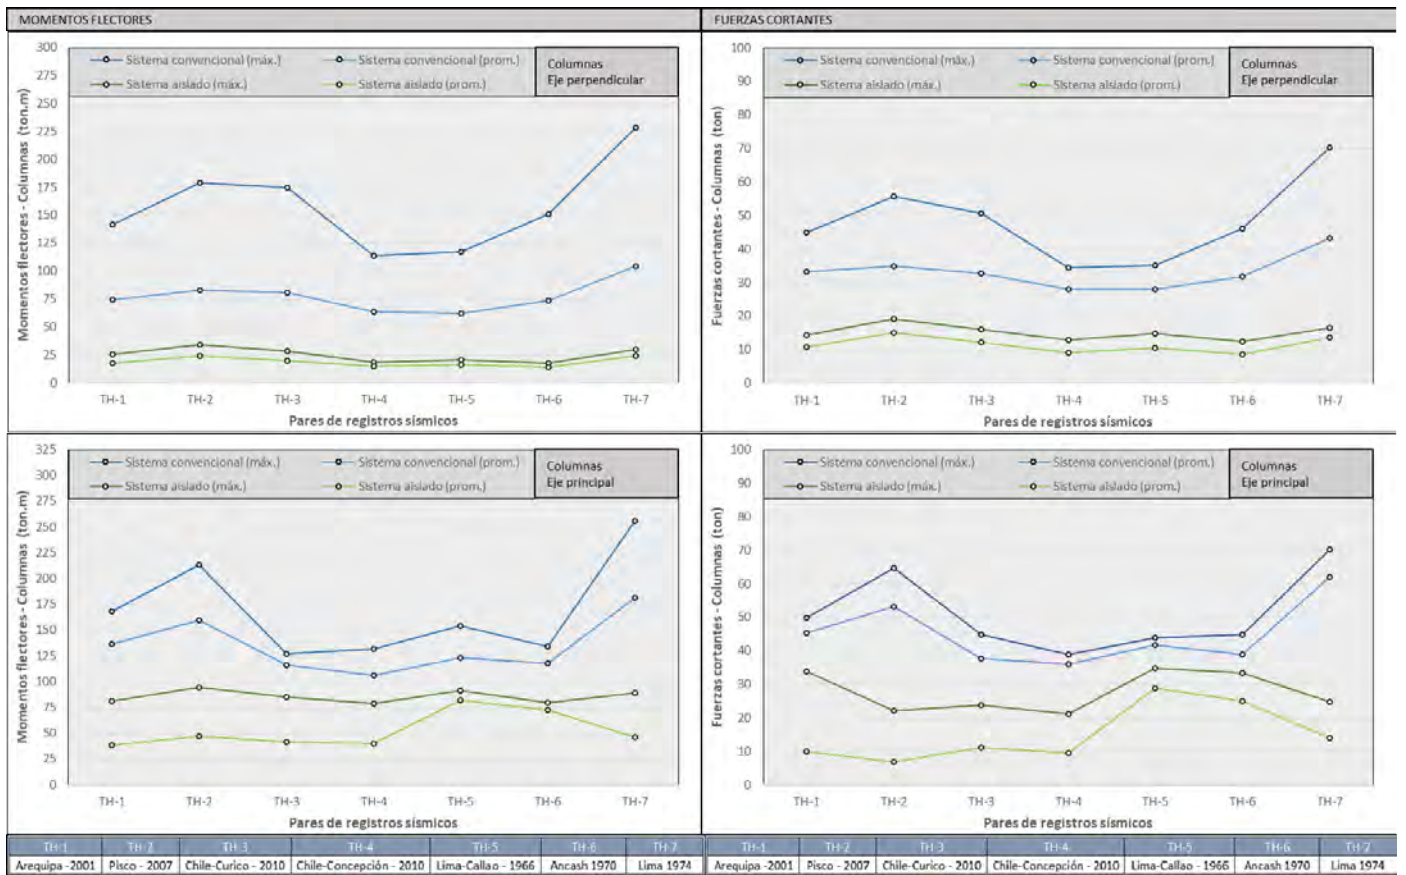 MOMENTOS FLECTORES
FUERZAS CORTANTES
Sistema convencional (máx.)
Sistema convencional (prom.)
Sistema aislado (máx.)
Sistema aislado (prom.)
Columnas
Eje perpendicular
Momentos flectores - Columnas (ton.m)
300
275
250
225
200
175
150
125
100
75
50
25
0
TH-1 TH-2 TH-3 TH-4 TH-5 TH-6 TH-7
Pares de registros sísmicos
Sistema convencional (máx.)
Sistema convencional (prom.)
Sistema aislado (máx.)
Sistema aislado (prom.)
Columnas
Eje perpendicular
Fuerzas cortantes - Columnas (ton)
100
90
80
70
60
50
40
30
20
10
0
TH-1 TH-2 TH-3 TH-4 TH-5 TH-6 TH-7
Pares de registros sísmicos
Sistema convencional (máx.)
Sistema convencional (prom.)
Sistema aislado (máx.)
Sistema aislado (prom.)
Columnas
Eje principal
Momentos flectores - Columnas (ton.m)
325
300
275
250
225
200
175
150
125
100
75
50
25
0
TH-1 TH-2 TH-3 TH-4 TH-5 TH-6 TH-7
Pares de registros sísmicos
Sistema convencional (máx.)
Sistema convencional (prom.)
Sistema aislado (máx.)
Sistema aislado (prom.)
Columnas
Eje principal
Fuerzas cortantes - Columnas (ton)
100
90
80
70
60
50
40
30
20
10
0
TH-1 TH-2 TH-3 TH-4 TH-5 TH-6 TH-7
Pares de registros sísmicos
TH-1 TH-2 TH-3 TH-4 TH-5 TH-6 TH-7
Arequipa -2001 Pisco - 2007 Chile-Curico - 2010 Chile-Concepción - 2010 Lima-Callao - 1966 Ancash 1970 Lima 1974
TH-1 TH-2 TH-3 TH-4 TH-5 TH-6 TH-7
Arequipa -2001 Pisco - 2007 Chile-Curico - 2010 Chile-Concepción - 2010 Lima-Callao - 1966 Ancash 1970 Lima 1974